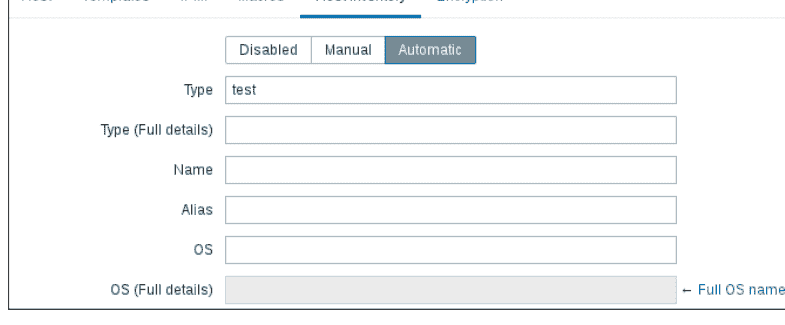 Disabled Manual Automatic
Type test
Type (Full details)
Name
Alias
OS
OS (Full details) ← Full OS name